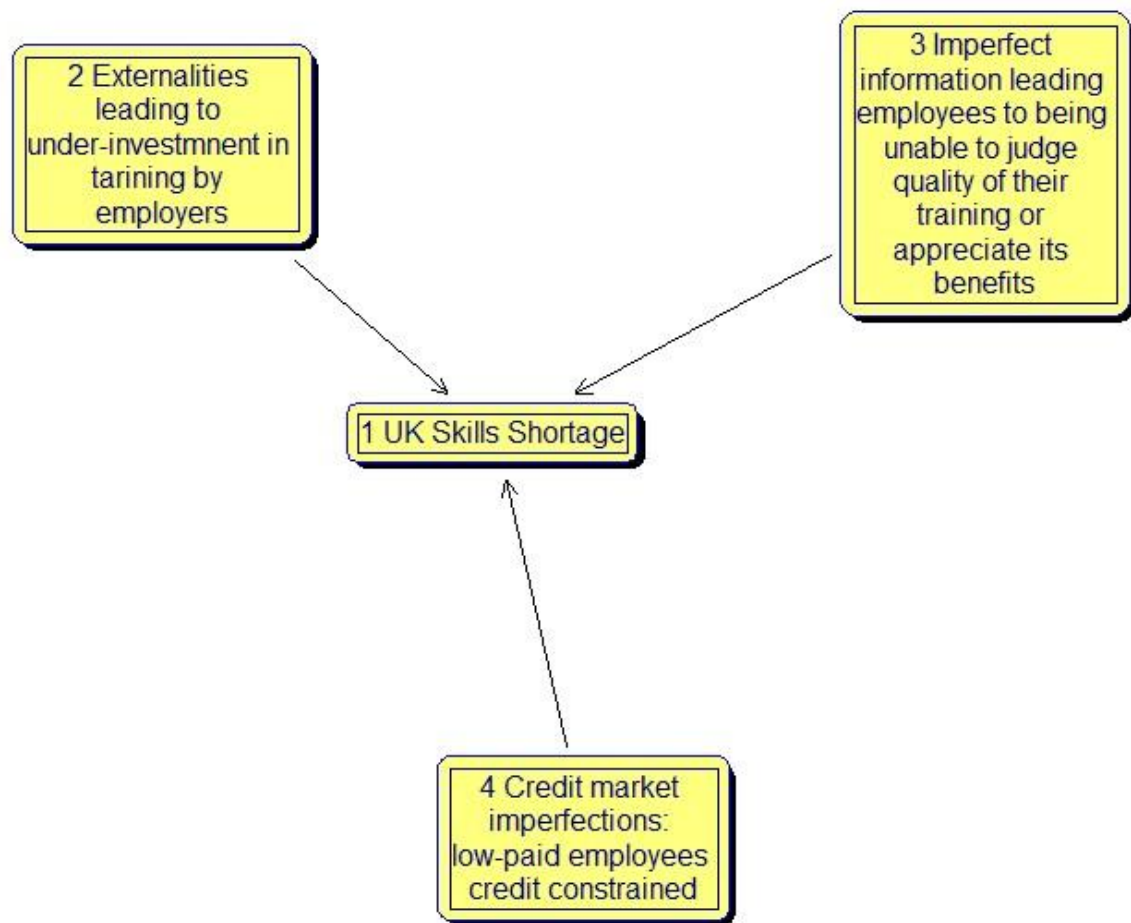 2 Externalities
leading to
under-investmnent in
tarining by
employers
3 Imperfect
information leading
employees to being
unable to judge
quality of their
training or
appreciate its
benefits
1 UK Skills Shortage
4 Credit market
imperfections:
low-paid employees
credit constrained